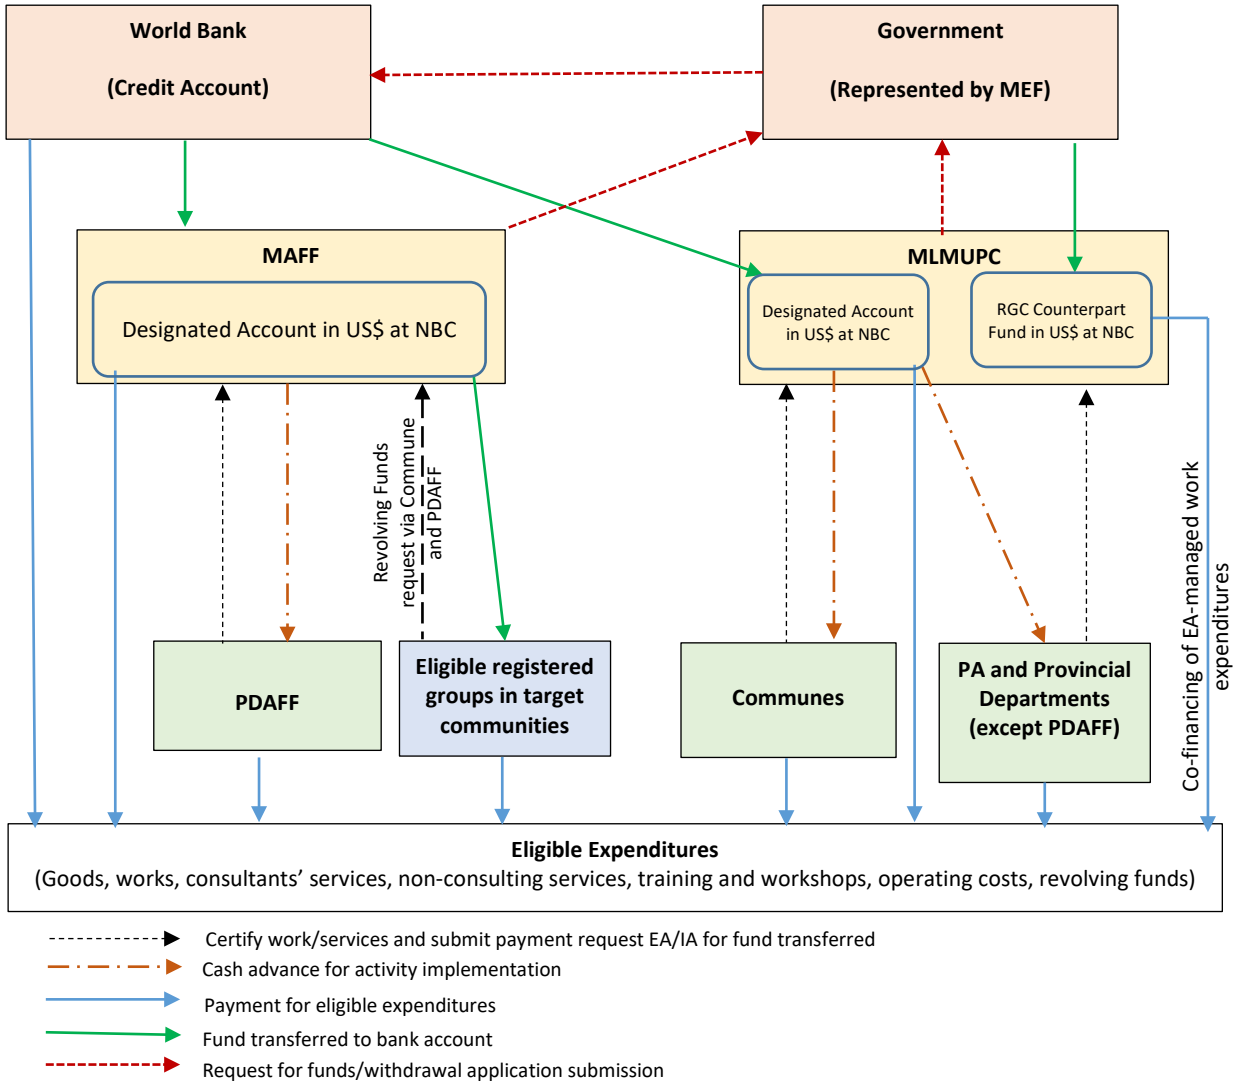 World Bank
(Credit Account)
Government
(Represented by MEF)
MAFF
Designated Account in US$ at NBC
MLMUPC
Designated Account
in US$ at NBC
RGC Counterpart
Fund in US$ at NBC
Revolving Funds
request via Commune
and PDAFF
Co-financing of EA-managed work
expenditures
PDAFF
Eligible registered
groups in target
communities
Communes
PA and Provincial
Departments
(except PDAFF)
Eligible Expenditures
(Goods, works, consultants’ services, non-consulting services, training and workshops, operating costs, revolving funds)
Certify work/services and submit payment request EA/IA for fund transferred
Cash advance for activity implementation
Payment for eligible expenditures
Fund transferred to bank account
Request for funds/withdrawal application submission